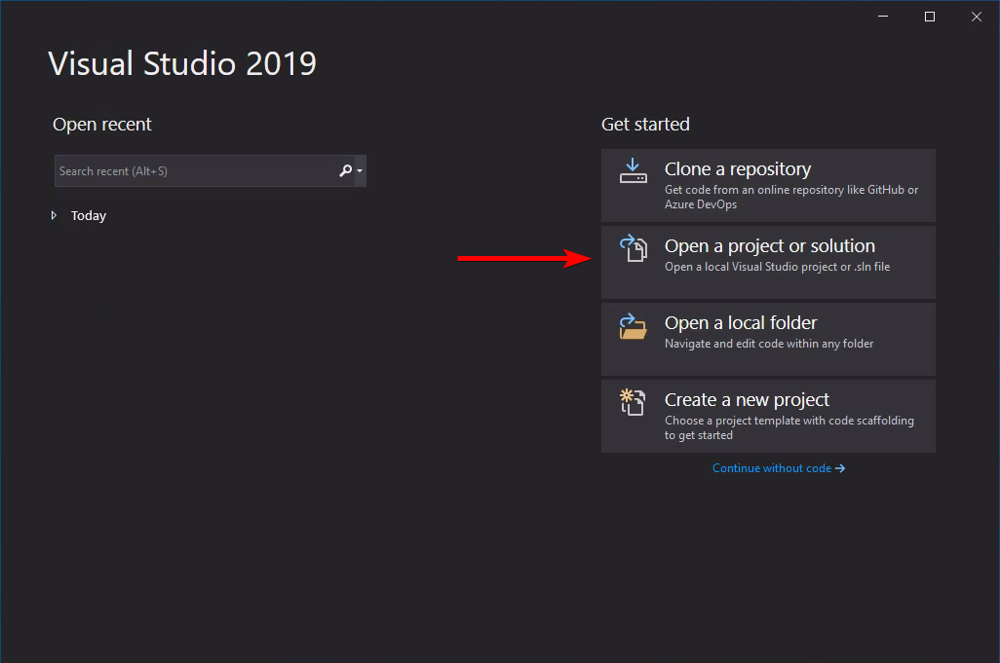 Visual Studio 2019
Open recent
Search recent (Alt+S)
Today
Get started
Clone a repository
Get code from an online repository like GitHub or
Azure DevOps
Open a project or solution
Open a local Visual Studio project or .sln file
Open a local folder
Navigate and edit code within any folder
Create a new project
Choose a project template with code scaffolding
to get started
Continue without code